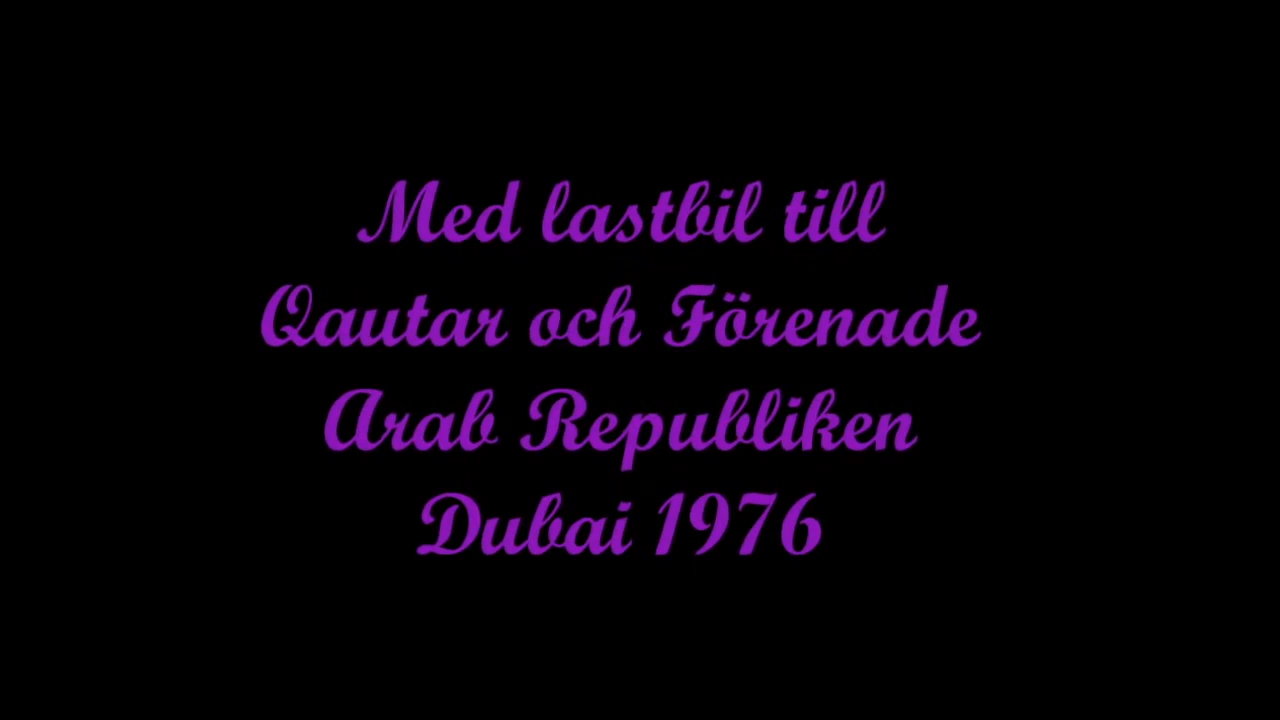 Med lastbil till
Qautar och Förenade
Arab Republiken
Dubai 1976